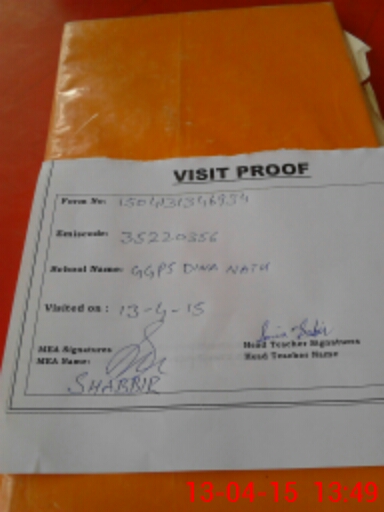 VISIT PROOF
Form No: 1504131346934
Emiscode: 35220356
School Name: GGPS DINA NATH
Visited on : 13-4-15
MEA Signatures
MEA Name:
SHABBIR
Head Teacher Signatures
Head Teacher Name
13-04-15 13:49